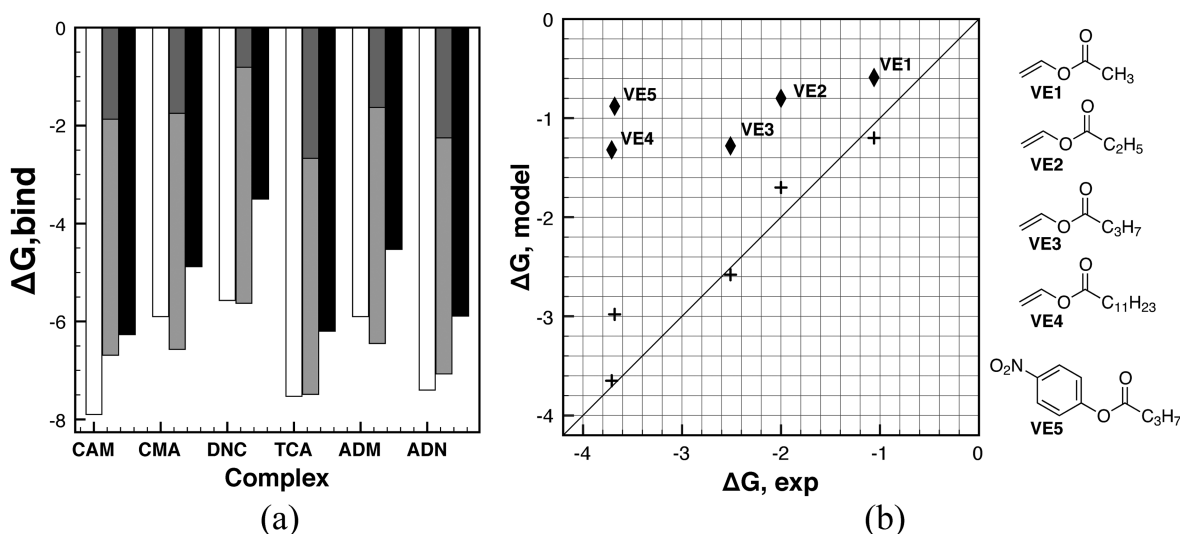 0
-2
-4
-6
-8
ΔG,bind
CAM CMA DNC TCA ADM ADN
Complex
(a)
0
-1
-2
-3
-4
ΔG, model
VE1
VE2
VE5
VE3
VE4
-4 -3 -2 -1 0
ΔG, exp
(b)
O
O
CH3
VE1
O
O
C2H5
VE2
O
O
C3H7
VE3
O
O
C11H23
VE4
O2N
O
O
C3H7
VE5